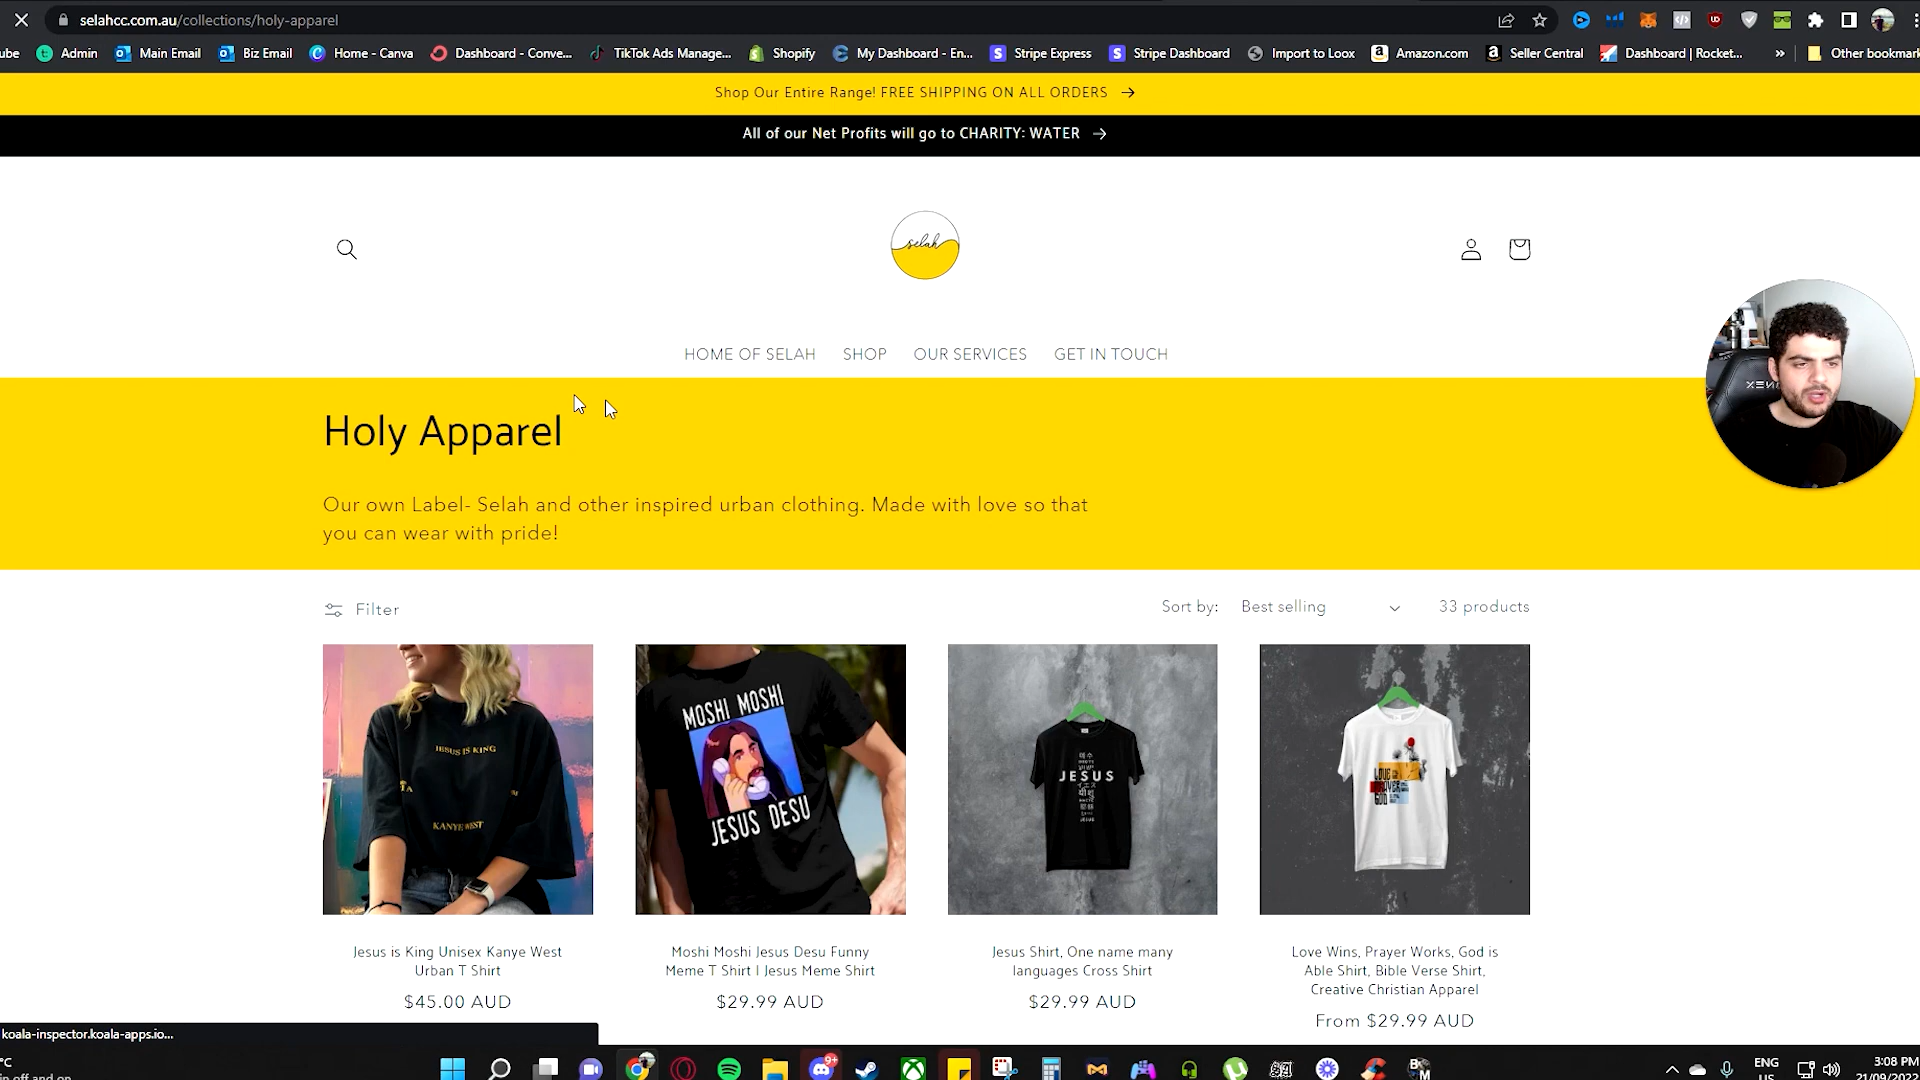 selahcc.com.au/collections/holy-apparel
ube Admin Main Email Biz Email Home - Canva Dashboard - Conve... TikTok Ads Manage... Shopify My Dashboard - En... Stripe Express Stripe Dashboard Import to Loox Amazon.com Seller Central Dashboard | Rocket... » Other bookmark
Shop Our Entire Range! FREE SHIPPING ON ALL ORDERS →
All of our Net Profits will go to CHARITY: WATER →
selah
HOME OF SELAH SHOP OUR SERVICES GET IN TOUCH
Holy Apparel
Our own Label- Selah and other inspired urban clothing. Made with love so that
you can wear with pride!
Filter
Sort by: Best selling 33 products
JESUS IS KING
KANYE WEST
MOSHI MOSHI
JESUS DESU
JESUS
LOVE
PRAYER
GOD
Jesus is King Unisex Kanye West
Urban T Shirt
$45.00 AUD
Moshi Moshi Jesus Desu Funny
Meme T Shirt | Jesus Meme Shirt
$29.99 AUD
Jesus Shirt, One name many
languages Cross Shirt
$29.99 AUD
Love Wins, Prayer Works, God is
Able Shirt, Bible Verse Shirt,
Creative Christian Apparel
From $29.99 AUD
koala-inspector.koala-apps.io...
°C
9+
ENG
US
3:08 PM
21/09/2022